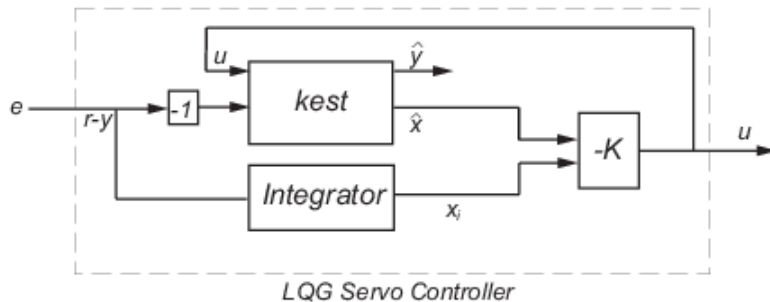 u
ŷ
kest
e
r-y
-1
x̂
-K
u
Integrator
xᵢ
LQG Servo Controller